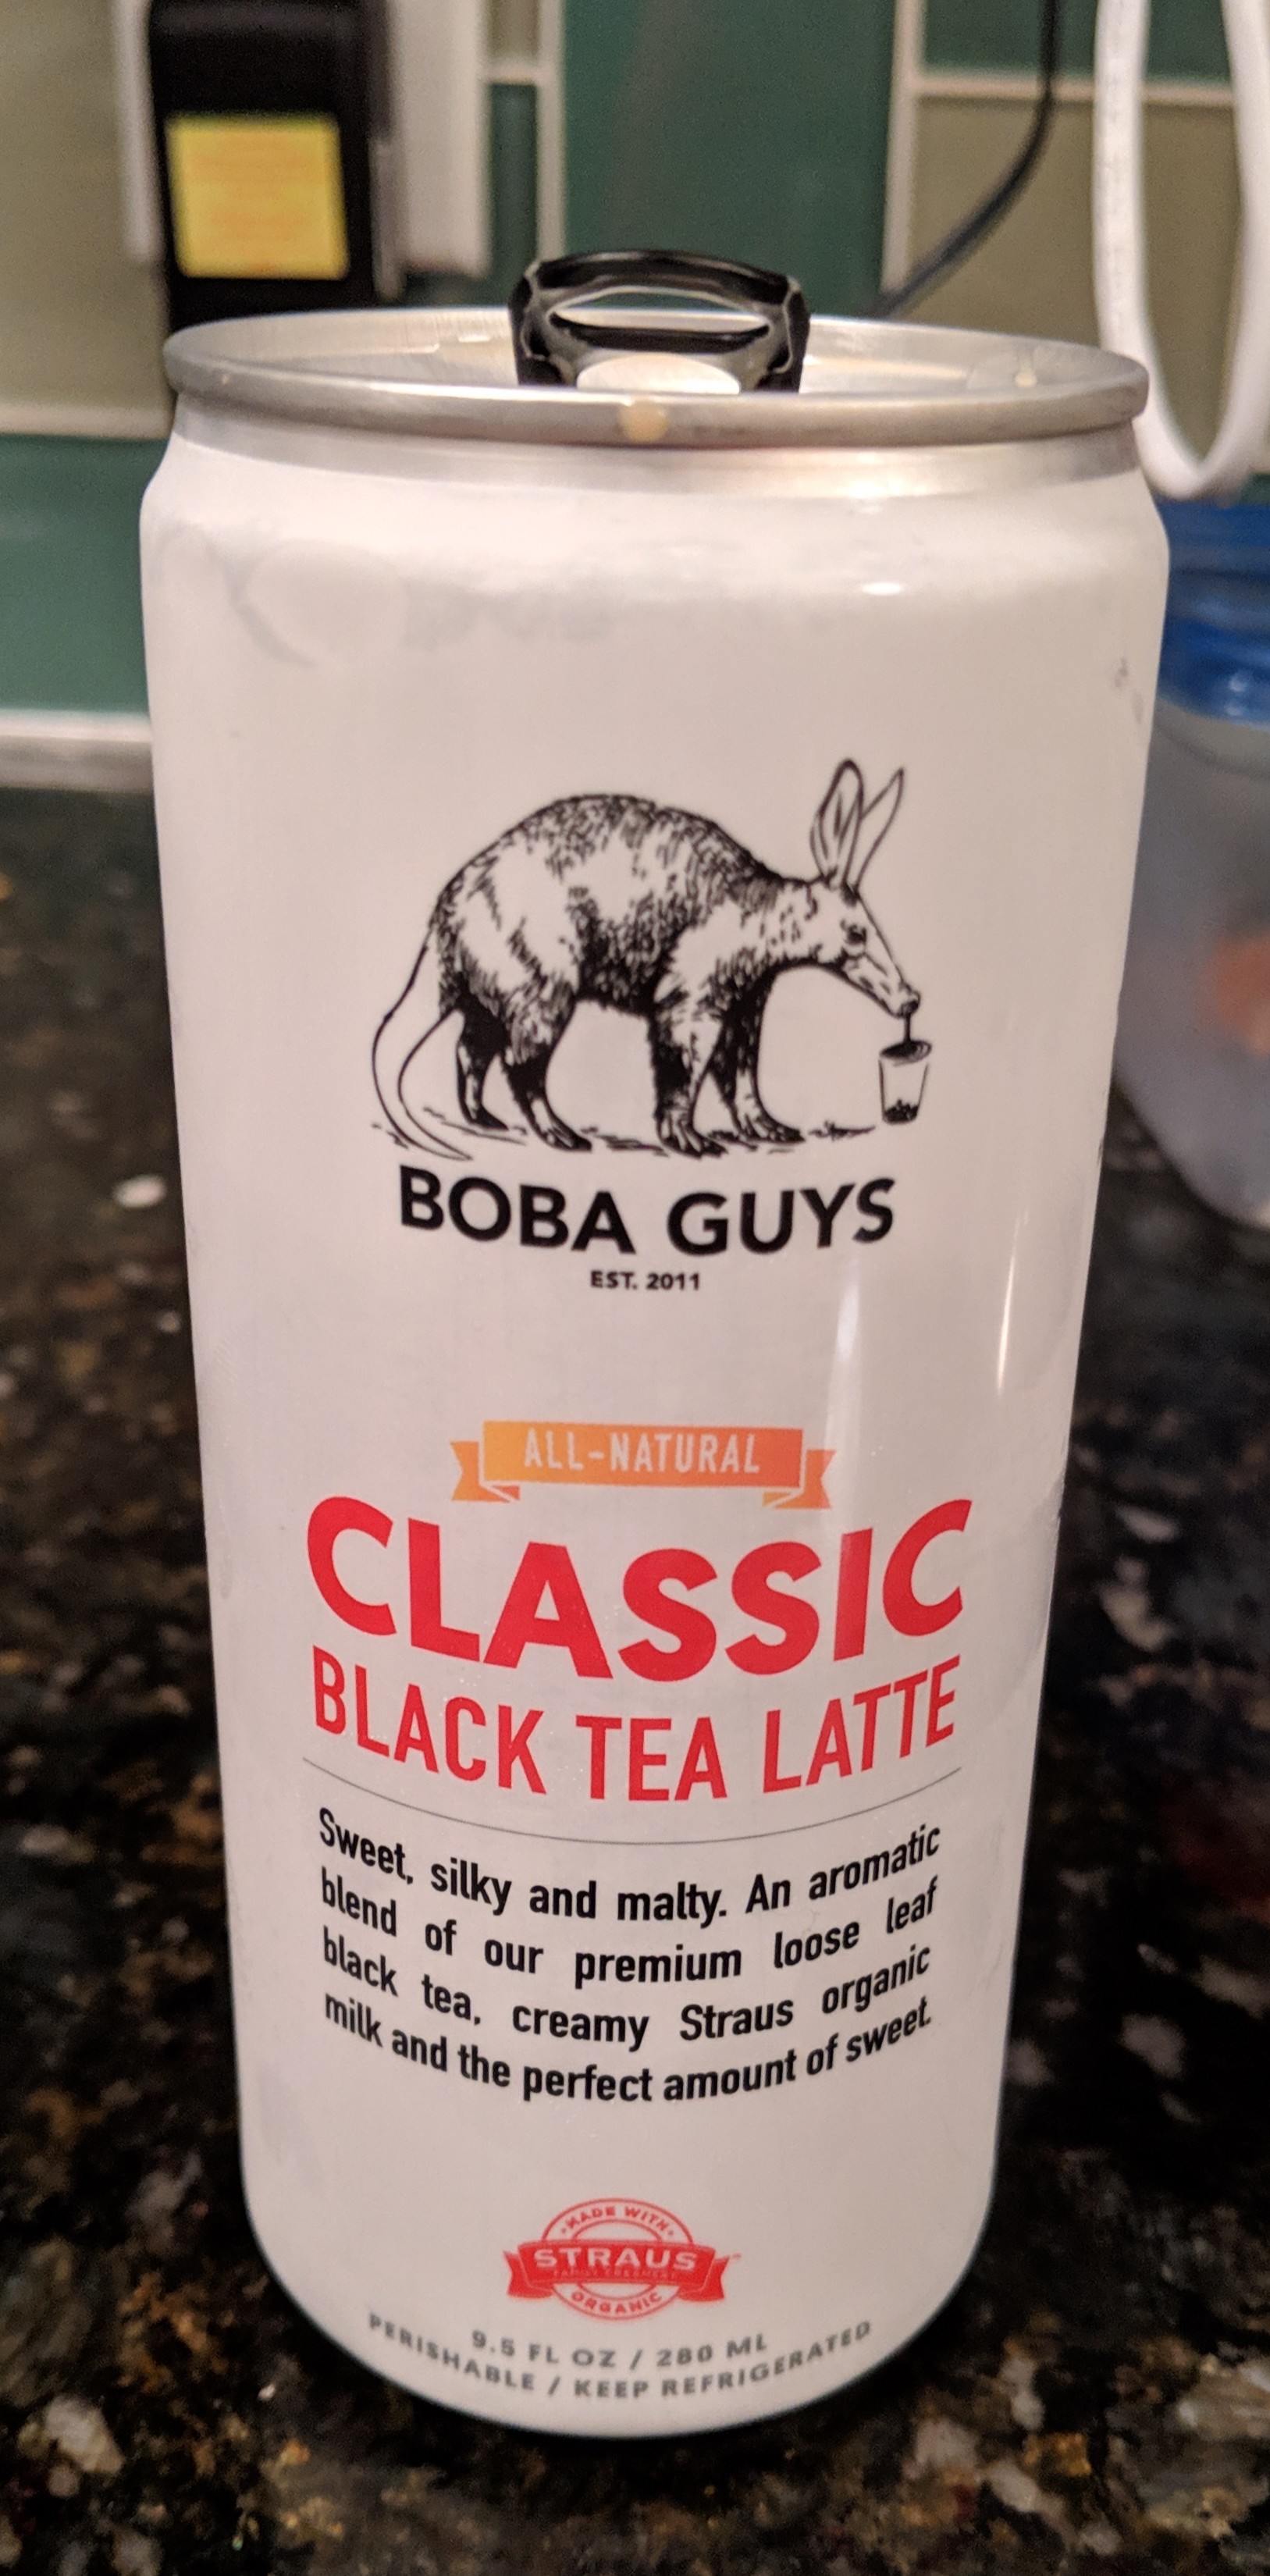 BOBA GUYS
EST. 2011
ALL-NATURAL
CLASSIC
BLACK TEA LATTE
Sweet, silky and malty. An aromatic
blend of our premium loose leaf
black tea, creamy Straus organic
milk and the perfect amount of sweet.
MADE WITH
STRAUS
FAMILY CREAMERY
ORGANIC
9.5 FL OZ / 280 ML
PERISHABLE / KEEP REFRIGERATED